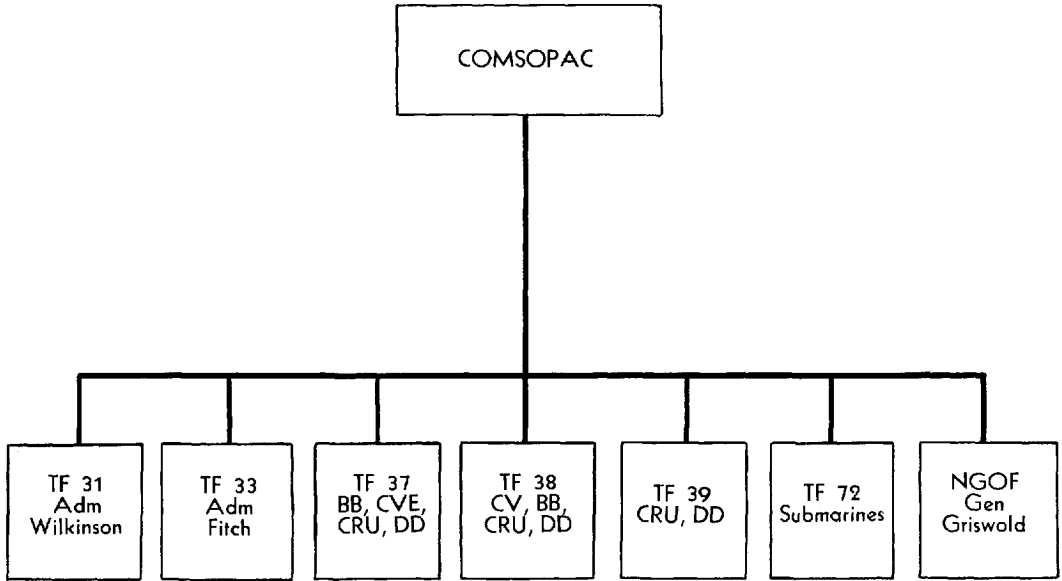 COMSOPAC
TF 31
Adm
Wilkinson
TF 33
Adm
Fitch
TF 37
BB, CVE,
CRU, DD
TF 38
CV, BB,
CRU, DD
TF 39
CRU, DD
TF 72
Submarines
NGOF
Gen
Griswold